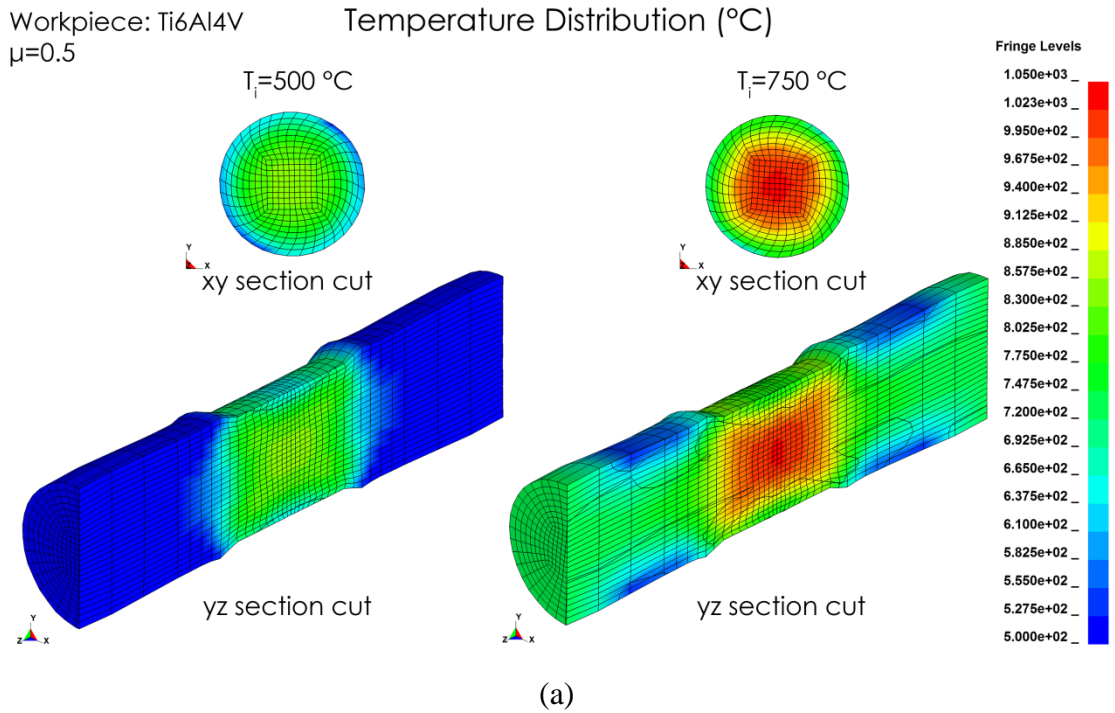 Workpiece: Ti6Al4V
μ=0.5
Temperature Distribution (°C)
Fringe Levels
1.050e+03
1.023e+03
9.950e+02
9.675e+02
9.400e+02
9.125e+02
8.850e+02
8.575e+02
8.300e+02
8.025e+02
7.750e+02
7.475e+02
7.200e+02
6.925e+02
6.650e+02
6.375e+02
6.100e+02
5.825e+02
5.550e+02
5.275e+02
5.000e+02
Ti=500 °C
Ti=750 °C
Y
X
Y
X
xy section cut
xy section cut
yz section cut
yz section cut
Y
Z X
Y
Z X
(a)